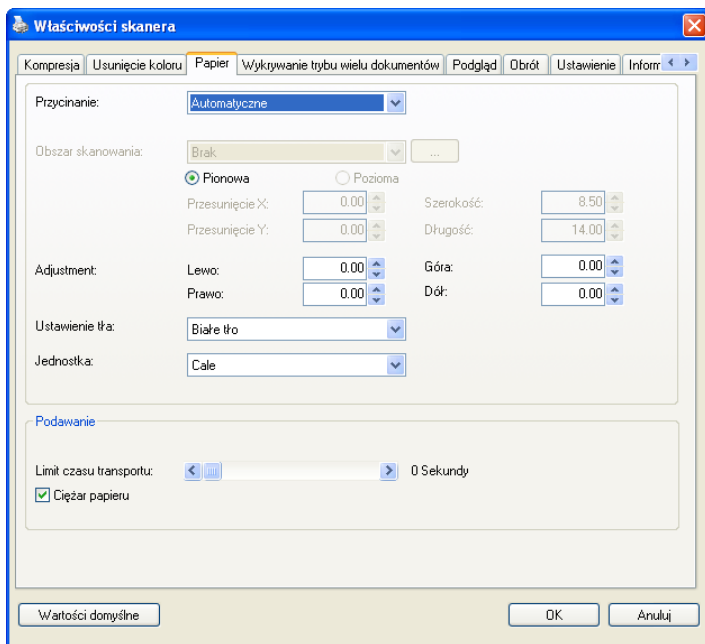 Właściwości skanera
Kompresja Usunięcie koloru Papier Wykrywanie trybu wielu dokumentów Podgląd Obrót Ustawienie Inform
Przycinanie: Automatyczne
Obszar skanowania: Brak ...
Pionowa Pozioma
Przesunięcie X: 0.00 Szerokość: 8.50
Przesunięcie Y: 0.00 Długość: 14.00
Adjustment: Lewo: 0.00 Góra: 0.00
Prawo: 0.00 Dół: 0.00
Ustawienie tła: Białe tło
Jednostka: Cale
Podawanie
Limit czasu transportu: 0 Sekundy
Ciężar papieru
Wartości domyślne OK Anuluj